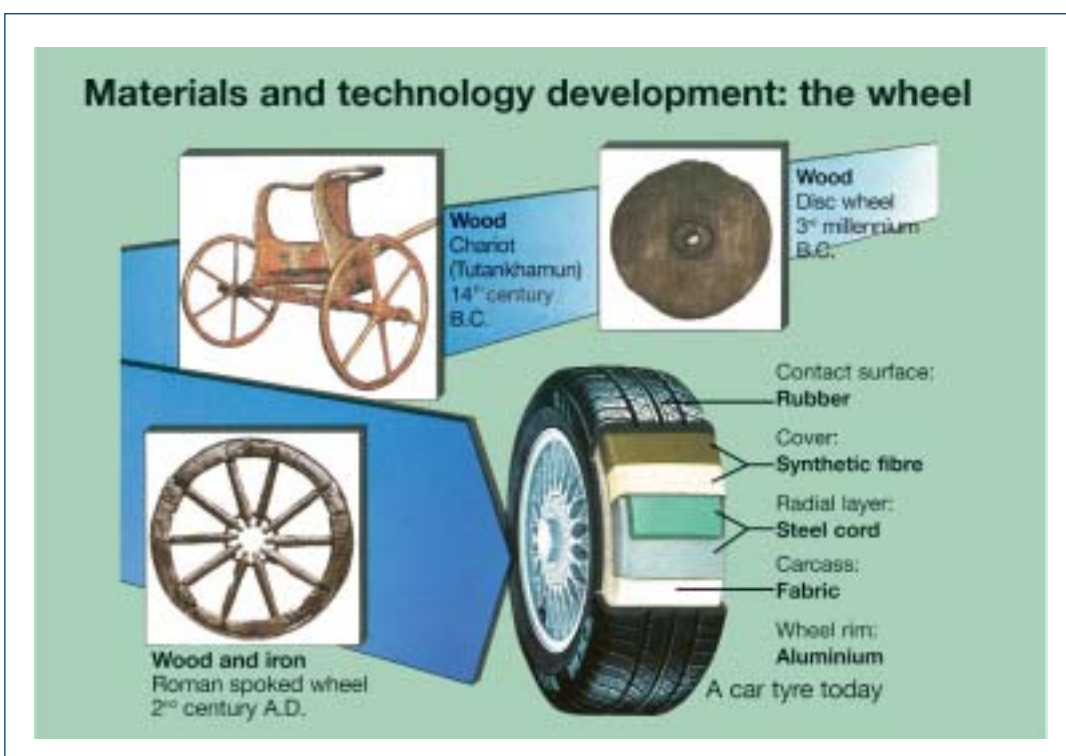 Materials and technology development: the wheel
Wood
Chariot
(Tutankhamun)
14th century
B.C.
Wood
Disc wheel
3rd millennium
B.C.
Contact surface:
Rubber
Cover:
Synthetic fibre
Radial layer:
Steel cord
Carcass:
Fabric
Wheel rim:
Aluminium
A car tyre today
Wood and iron
Roman spoked wheel
2nd century A.D.